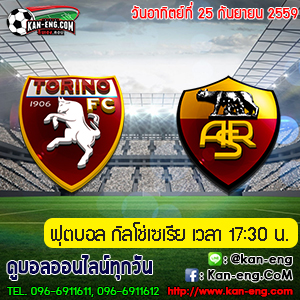 KAN-ENG.COM
วันอาทิตย์ที่ 25 กันยายน 2559
TORINO
1906 FC
ASR
ฟุตบอล กัลโช่เซเรีย เวลา 17:30 น.
ดูบอลออนไลน์ทุกวัน
: @kan-eng
: kan-eng
TEL. 096-6911611, 096-6911612
http://www.Kan-Eng.CoM